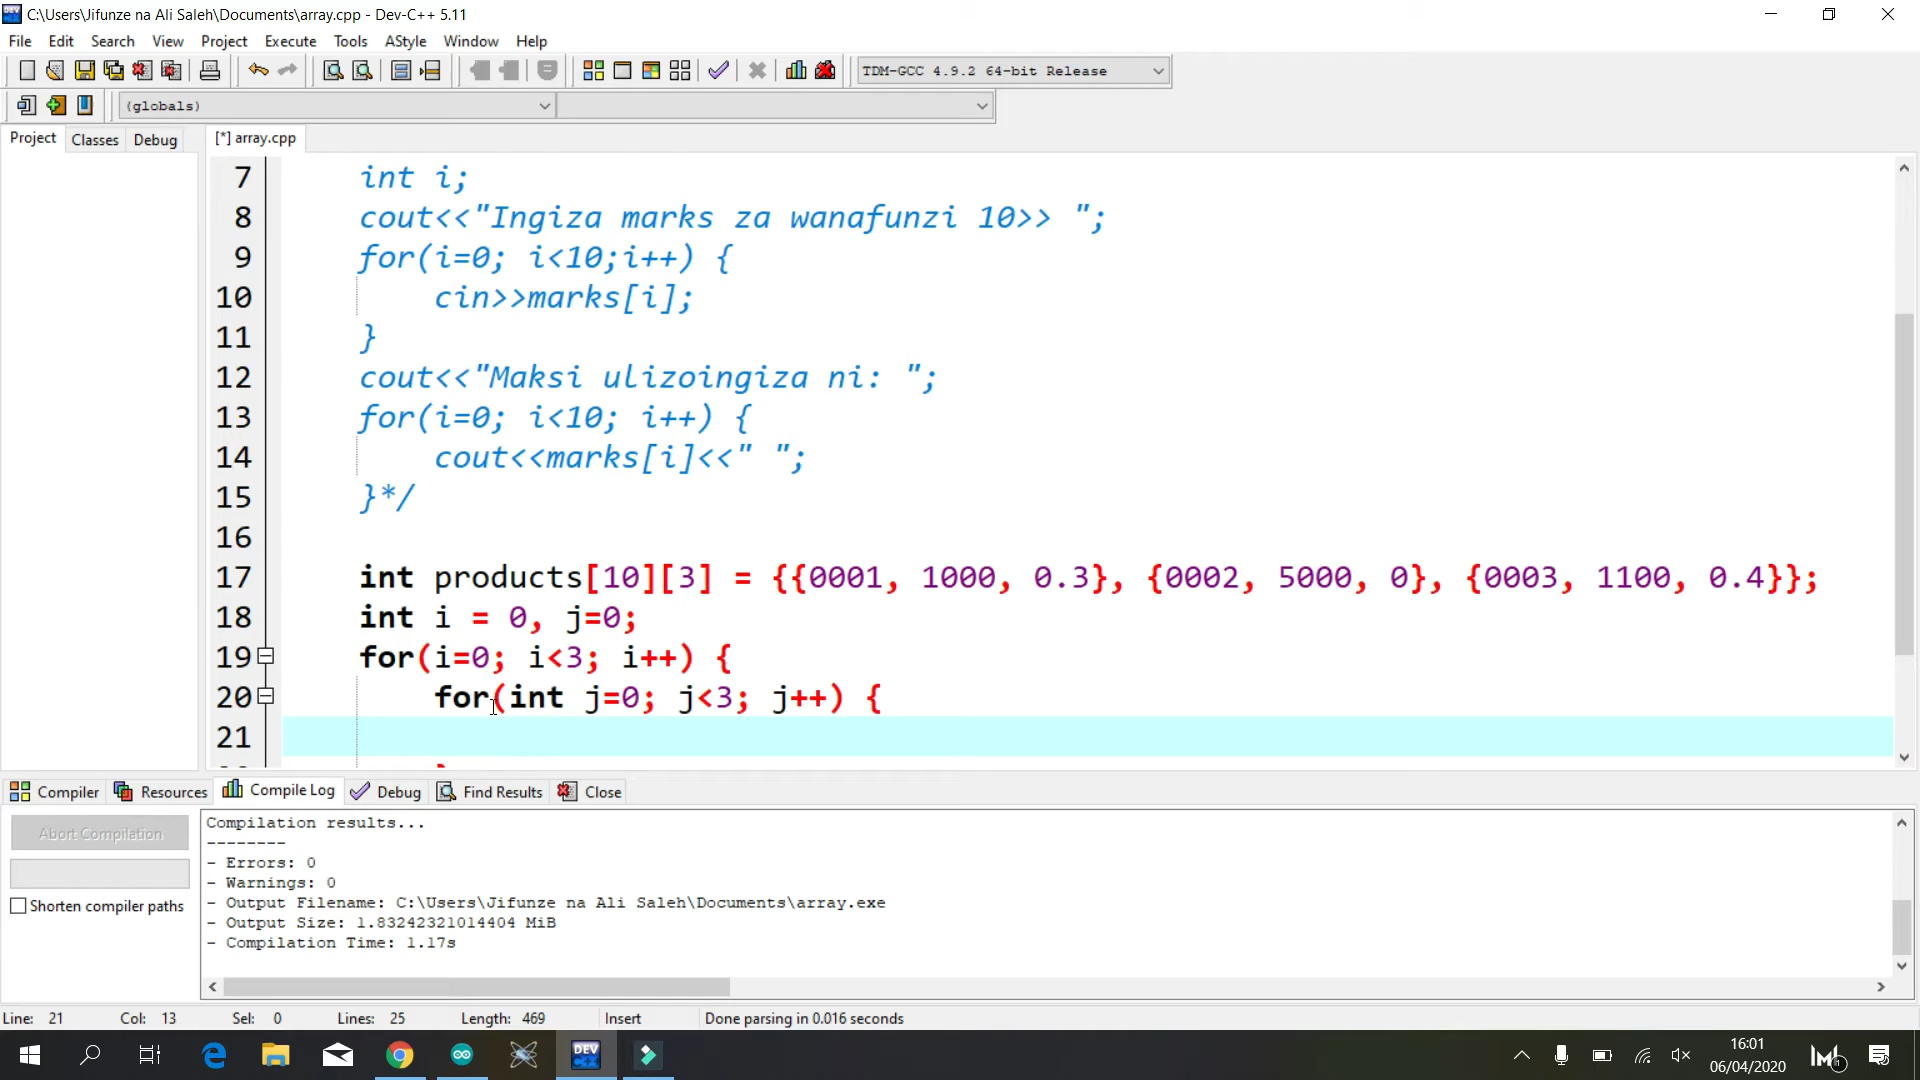 C:\Users\Jifunze na Ali Saleh\Documents\array.cpp - Dev-C++ 5.11
File Edit Search View Project Execute Tools AStyle Window Help
TDM-GCC 4.9.2 64-bit Release
(globals)
Project Classes Debug
[*] array.cpp
7 int i;
8 cout<<"Ingiza marks za wanafunzi 10>> ";
9 for(i=0; i<10;i++) {
10 cin>>marks[i];
11 }
12 cout<<"Maksi ulizoingiza ni: ";
13 for(i=0; i<10; i++) {
14 cout<<marks[i]<<" ";
15 }*/
16
17 int products[10][3] = {{0001, 1000, 0.3}, {0002, 5000, 0}, {0003, 1100, 0.4}};
18 int i = 0, j=0;
19 for(i=0; i<3; i++) {
20 for(int j=0; j<3; j++) {
21
Compiler Resources Compile Log Debug Find Results Close
Abort Compilation
Shorten compiler paths
Compilation results...
--------
- Errors: 0
- Warnings: 0
- Output Filename: C:\Users\Jifunze na Ali Saleh\Documents\array.exe
- Output Size: 1.83242321014404 MiB
- Compilation Time: 1.17s
Line: 21 Col: 13 Sel: 0 Lines: 25 Length: 469 Insert Done parsing in 0.016 seconds
DEV
16:01
06/04/2020
1